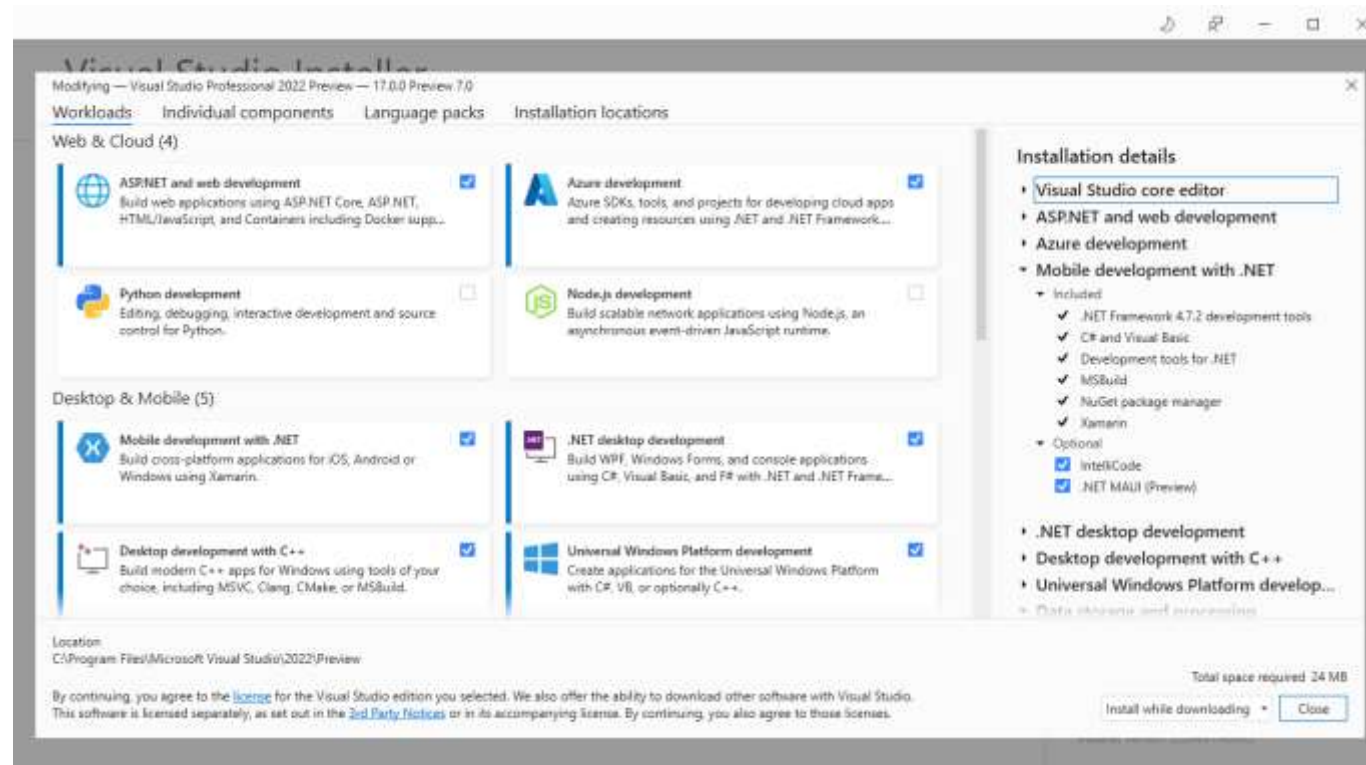 Visual Studio Installer
Modifying — Visual Studio Professional 2022 Preview — 17.0.0 Preview 7.0
Workloads Individual components Language packs Installation locations
Web & Cloud (4)
ASP.NET and web development
Build web applications using ASP.NET Core, ASP.NET,
HTML/JavaScript, and Containers including Docker supp...
Azure development
Azure SDKs, tools, and projects for developing cloud apps
and creating resources using .NET and .NET Framework....
Python development
Editing, debugging, interactive development and source
control for Python.
Node.js development
Build scalable network applications using Node.js, an
asynchronous event-driven JavaScript runtime.
Desktop & Mobile (5)
Mobile development with .NET
Build cross-platform applications for iOS, Android or
Windows using Xamarin.
.NET desktop development
Build WPF, Windows Forms, and console applications
using C#, Visual Basic, and F# with .NET and .NET Frame...
Desktop development with C++
Build modern C++ apps for Windows using tools of your
choice, including MSVC, Clang, CMake, or MSBuild.
Universal Windows Platform development
Create applications for the Universal Windows Platform
with C#, VB, or optionally C++.
Installation details
Visual Studio core editor
ASP.NET and web development
Azure development
Mobile development with .NET
Included
.NET Framework 4.7.2 development tools
C# and Visual Basic
Development tools for .NET
MSBuild
NuGet package manager
Xamarin
Optional
IntelliCode
.NET MAUI (Preview)
.NET desktop development
Desktop development with C++
Universal Windows Platform develop...
Data storage and processing
Location
C:\Program Files\Microsoft Visual Studio\2022\Preview
By continuing, you agree to the license for the Visual Studio edition you selected. We also offer the ability to download other software with Visual Studio.
This software is licensed separately, as set out in the 3rd Party Notices or in its accompanying license. By continuing, you also agree to those licenses.
Total space required 24 MB
Install while downloading Close